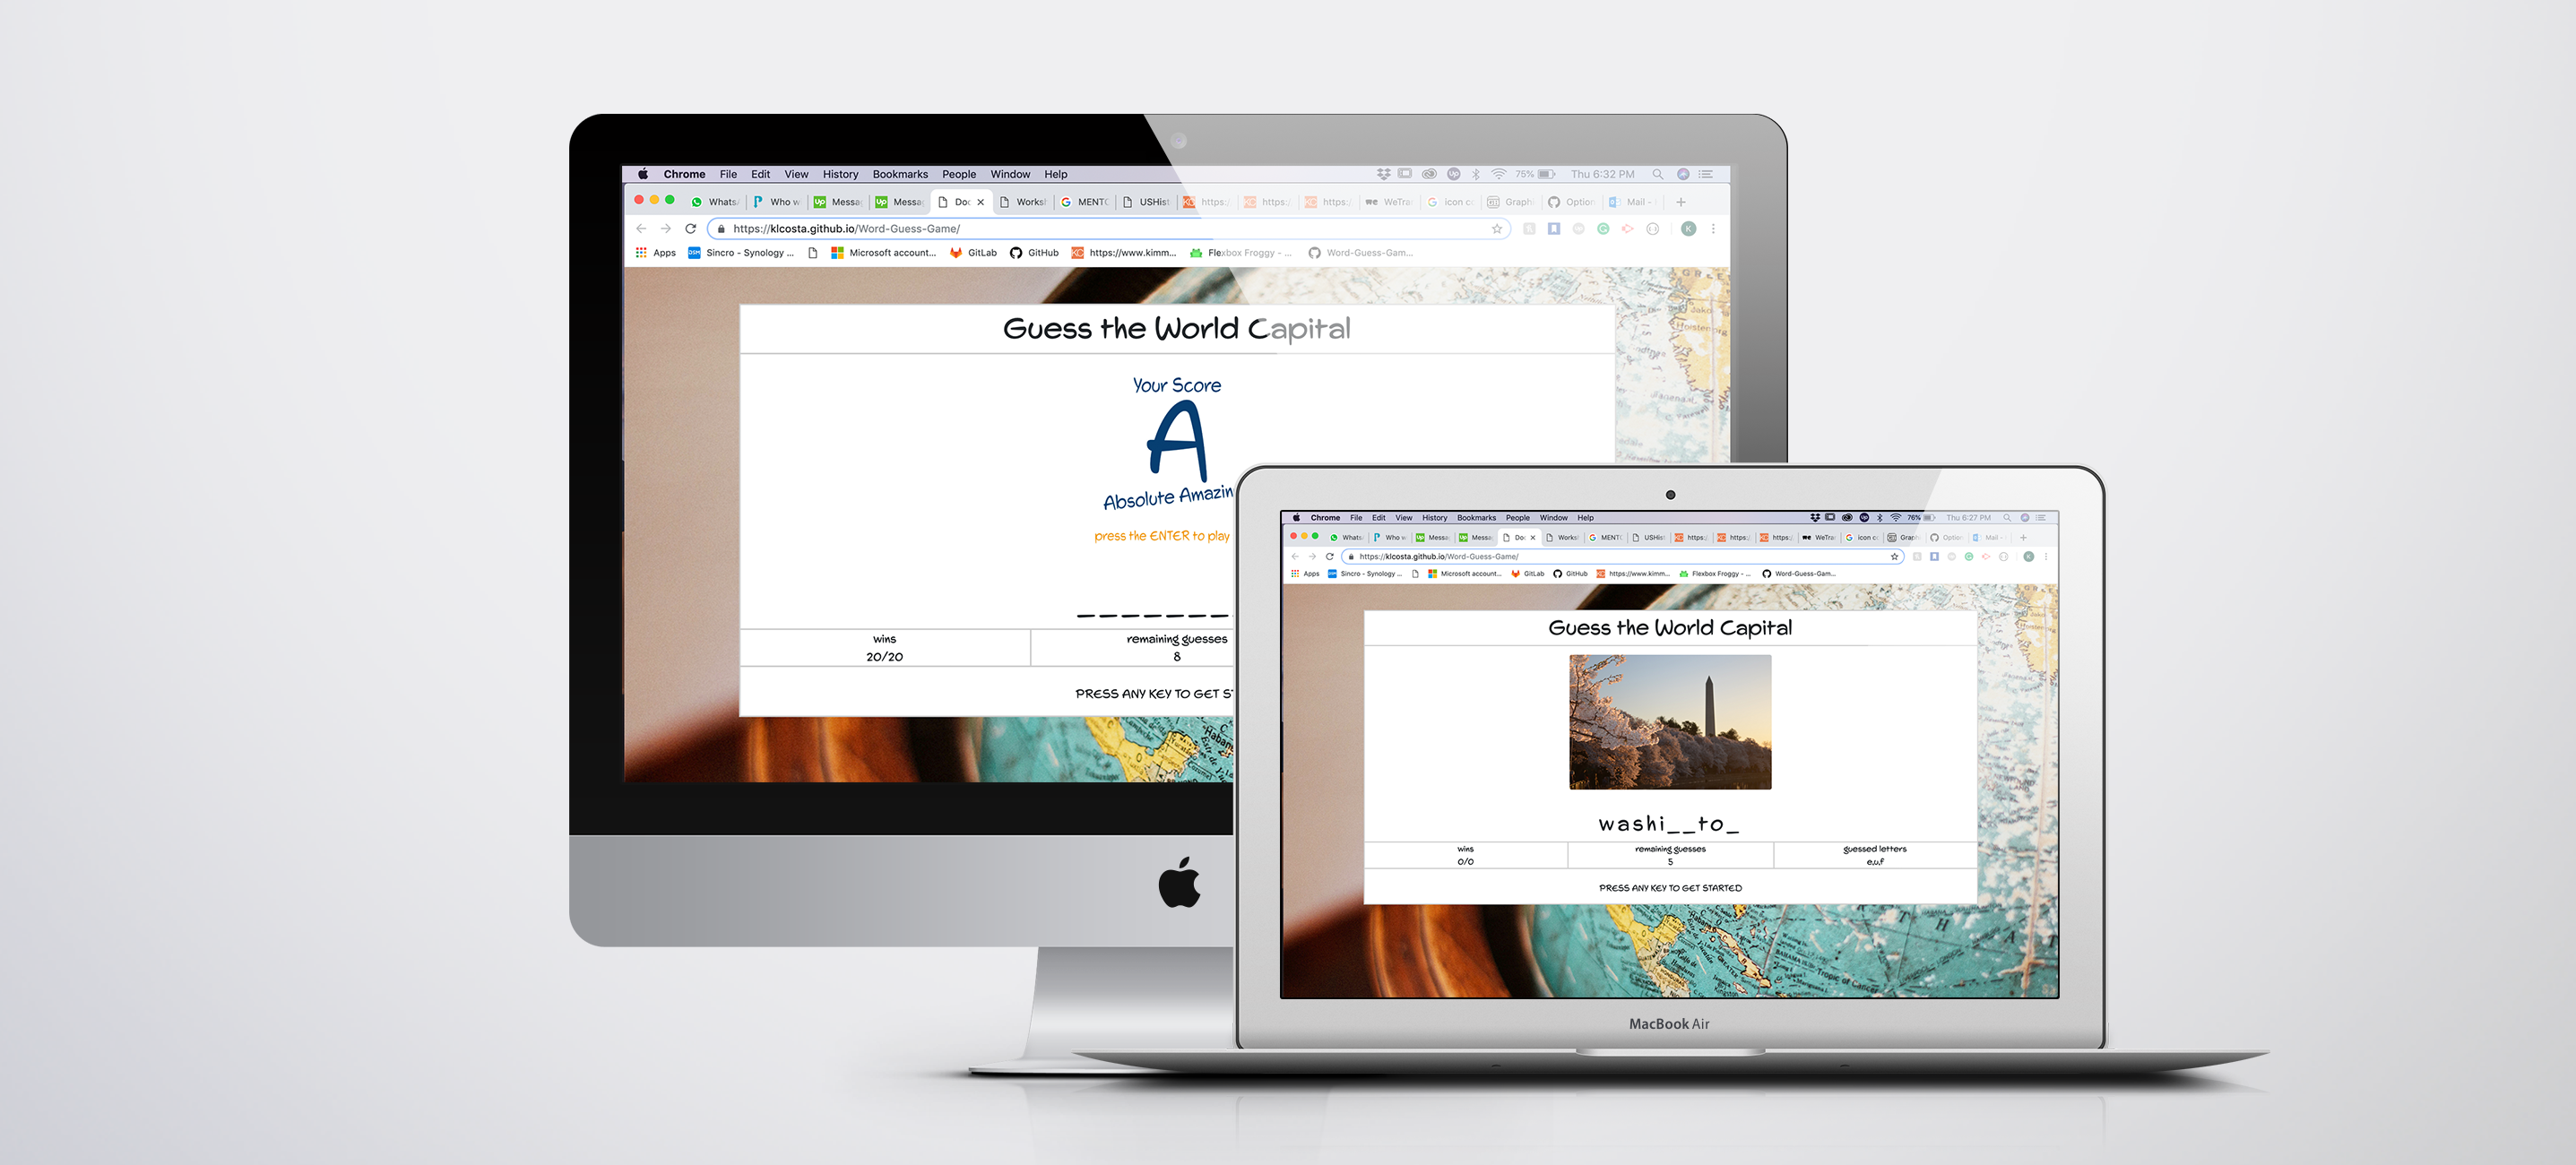 Chrome File Edit View History Bookmarks People Window Help 75% Thu 6:32 PM
Whats Who w Messa Messa Doc Works MENTO USHist https:/ https: https: WeTra icon c Graph Option Mail -
https://klcosta.github.io/Word-Guess-Game/
Apps Sincro - Synology ... Microsoft account... GitLab GitHub https://www.kimm... Flexbox Froggy - ... Word-Guess-Gam...
Guess the World Capital
Your Score
A
Absolute Amazin
press the ENTER to play
_ _ _ _ _ _ _
wins remaining guesses
20/20 8
PRESS ANY KEY TO GET S
Chrome File Edit View History Bookmarks People Window Help 76% Thu 6:27 PM
Whats Who w Messa Messa Doc Works MENTO USHist https:/ https:/ https:/ WeTra icon c Graph Option Mail -
https://klcosta.github.io/Word-Guess-Game/
Apps Sincro - Synology ... Microsoft account... GitLab GitHub https://www.kimm... Flexbox Froggy - ... Word-Guess-Gam...
Guess the World Capital
washi__to_
wins remaining guesses guessed letters
0/0 5 e,u,f
PRESS ANY KEY TO GET STARTED
Tropic of Cancer
MacBook Air